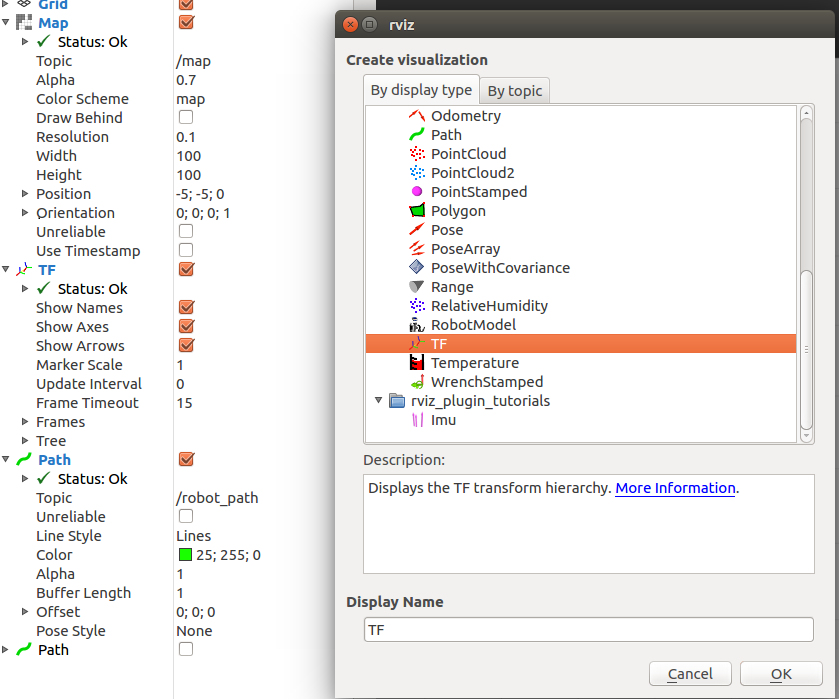 Grid
Map
Status: Ok
Topic /map
Alpha 0.7
Color Scheme map
Draw Behind
Resolution 0.1
Width 100
Height 100
Position -5; -5; 0
Orientation 0; 0; 0; 1
Unreliable
Use Timestamp
TF
Status: Ok
Show Names
Show Axes
Show Arrows
Marker Scale 1
Update Interval 0
Frame Timeout 15
Frames
Tree
Path
Status: Ok
Topic /robot_path
Unreliable
Line Style Lines
Color 25; 255; 0
Alpha 1
Buffer Length 1
Offset 0; 0; 0
Pose Style None
Path
rviz
Create visualization
By display type By topic
Odometry
Path
PointCloud
PointCloud2
PointStamped
Polygon
Pose
PoseArray
PoseWithCovariance
Range
RelativeHumidity
RobotModel
TF
Temperature
WrenchStamped
rviz_plugin_tutorials
Imu
Description:
Displays the TF transform hierarchy. More Information.
Display Name
TF
Cancel OK